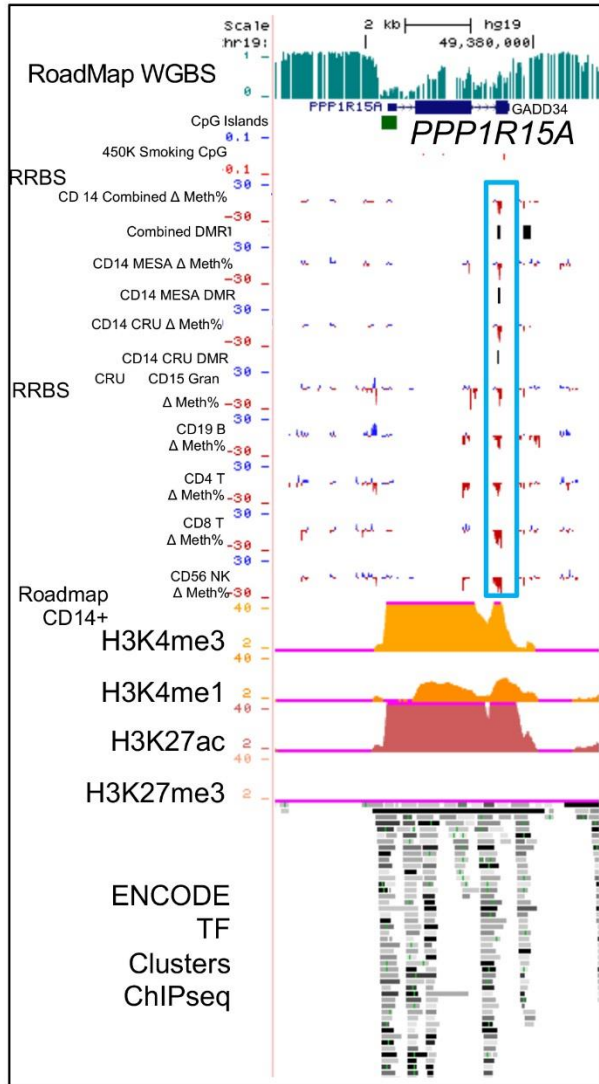 Scale 2 kb hg19
hr19: 49,380,000
RoadMap WGBS 1
0
PPP1R15A GADD34
CpG Islands
PPP1R15A
0.1
450K Smoking CpG
-0.1
RRBS
30
CD 14 Combined Δ Meth%
-30
Combined DMR1
30
CD14 MESA Δ Meth%
-30
CD14 MESA DMR
30
CD14 CRU Δ Meth%
-30
CD14 CRU DMR
30
RRBS CRU CD15 Gran
Δ Meth% -30
30
CD19 B
Δ Meth% -30
30
CD4 T
Δ Meth% -30
30
CD8 T
Δ Meth% -30
30
CD56 NK
Δ Meth% -30
Roadmap
CD14+
40
H3K4me3 2
40
H3K4me1 2
40
H3K27ac 2
40
H3K27me3 2
ENCODE
TF
Clusters
ChIPseq